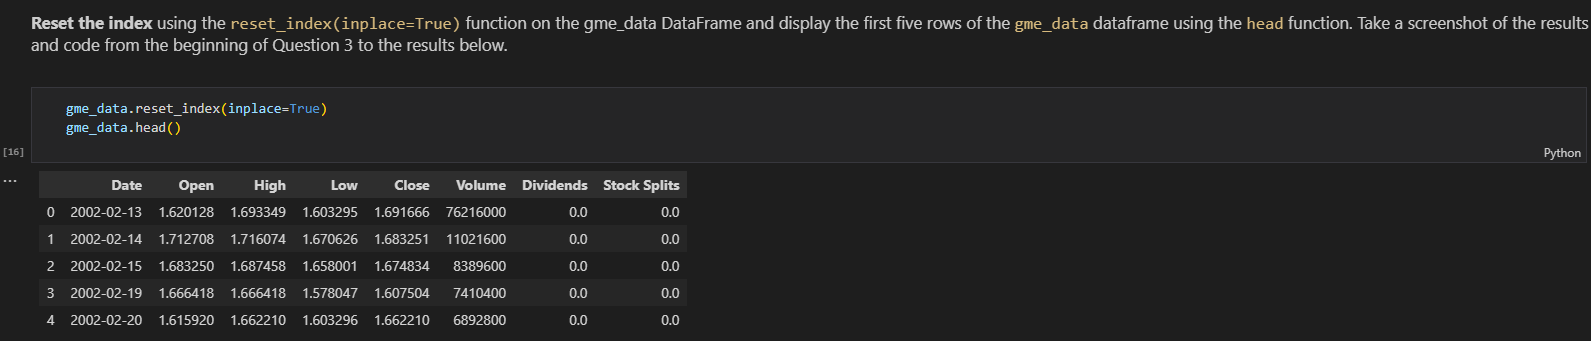 Reset the index using the reset_index(inplace=True) function on the gme_data DataFrame and display the first five rows of the gme_data dataframe using the head function. Take a screenshot of the results
and code from the beginning of Question 3 to the results below.
gme_data.reset_index(inplace=True)
gme_data.head()
[16]
Python
...
Date Open High Low Close Volume Dividends Stock Splits
0 2002-02-13 1.620128 1.693349 1.603295 1.691666 76216000 0.0 0.0
1 2002-02-14 1.712708 1.716074 1.670626 1.683251 11021600 0.0 0.0
2 2002-02-15 1.683250 1.687458 1.658001 1.674834 8389600 0.0 0.0
3 2002-02-19 1.666418 1.666418 1.578047 1.607504 7410400 0.0 0.0
4 2002-02-20 1.615920 1.662210 1.603296 1.662210 6892800 0.0 0.0